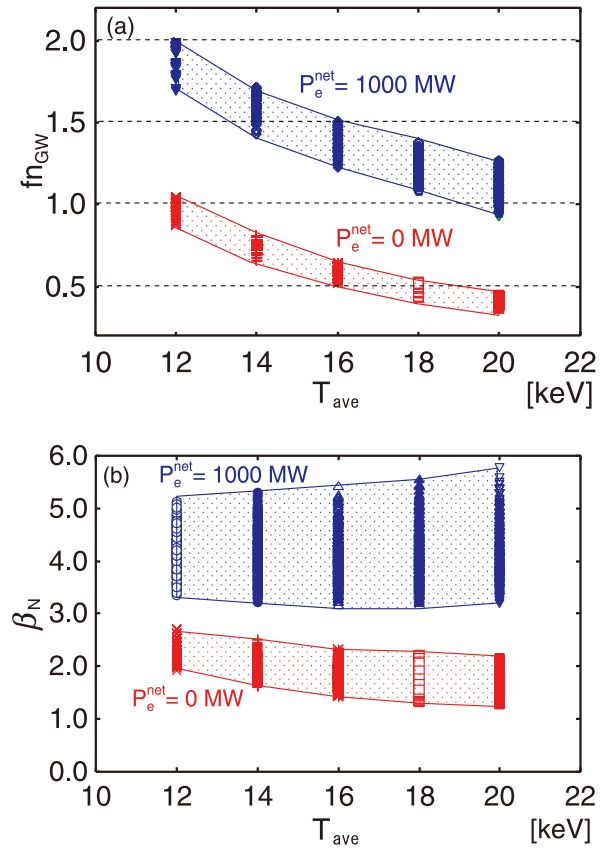 (a)
2.0
P_e^net = 1000 MW
1.5
fn_GW
1.0
P_e^net = 0 MW
0.5
10 12 14 16 18 20 22
T_ave [keV]
6.0
(b)
P_e^net = 1000 MW
5.0
4.0
β_N
3.0
2.0
P_e^net = 0 MW
1.0
0.0
10 12 14 16 18 20 22
T_ave [keV]